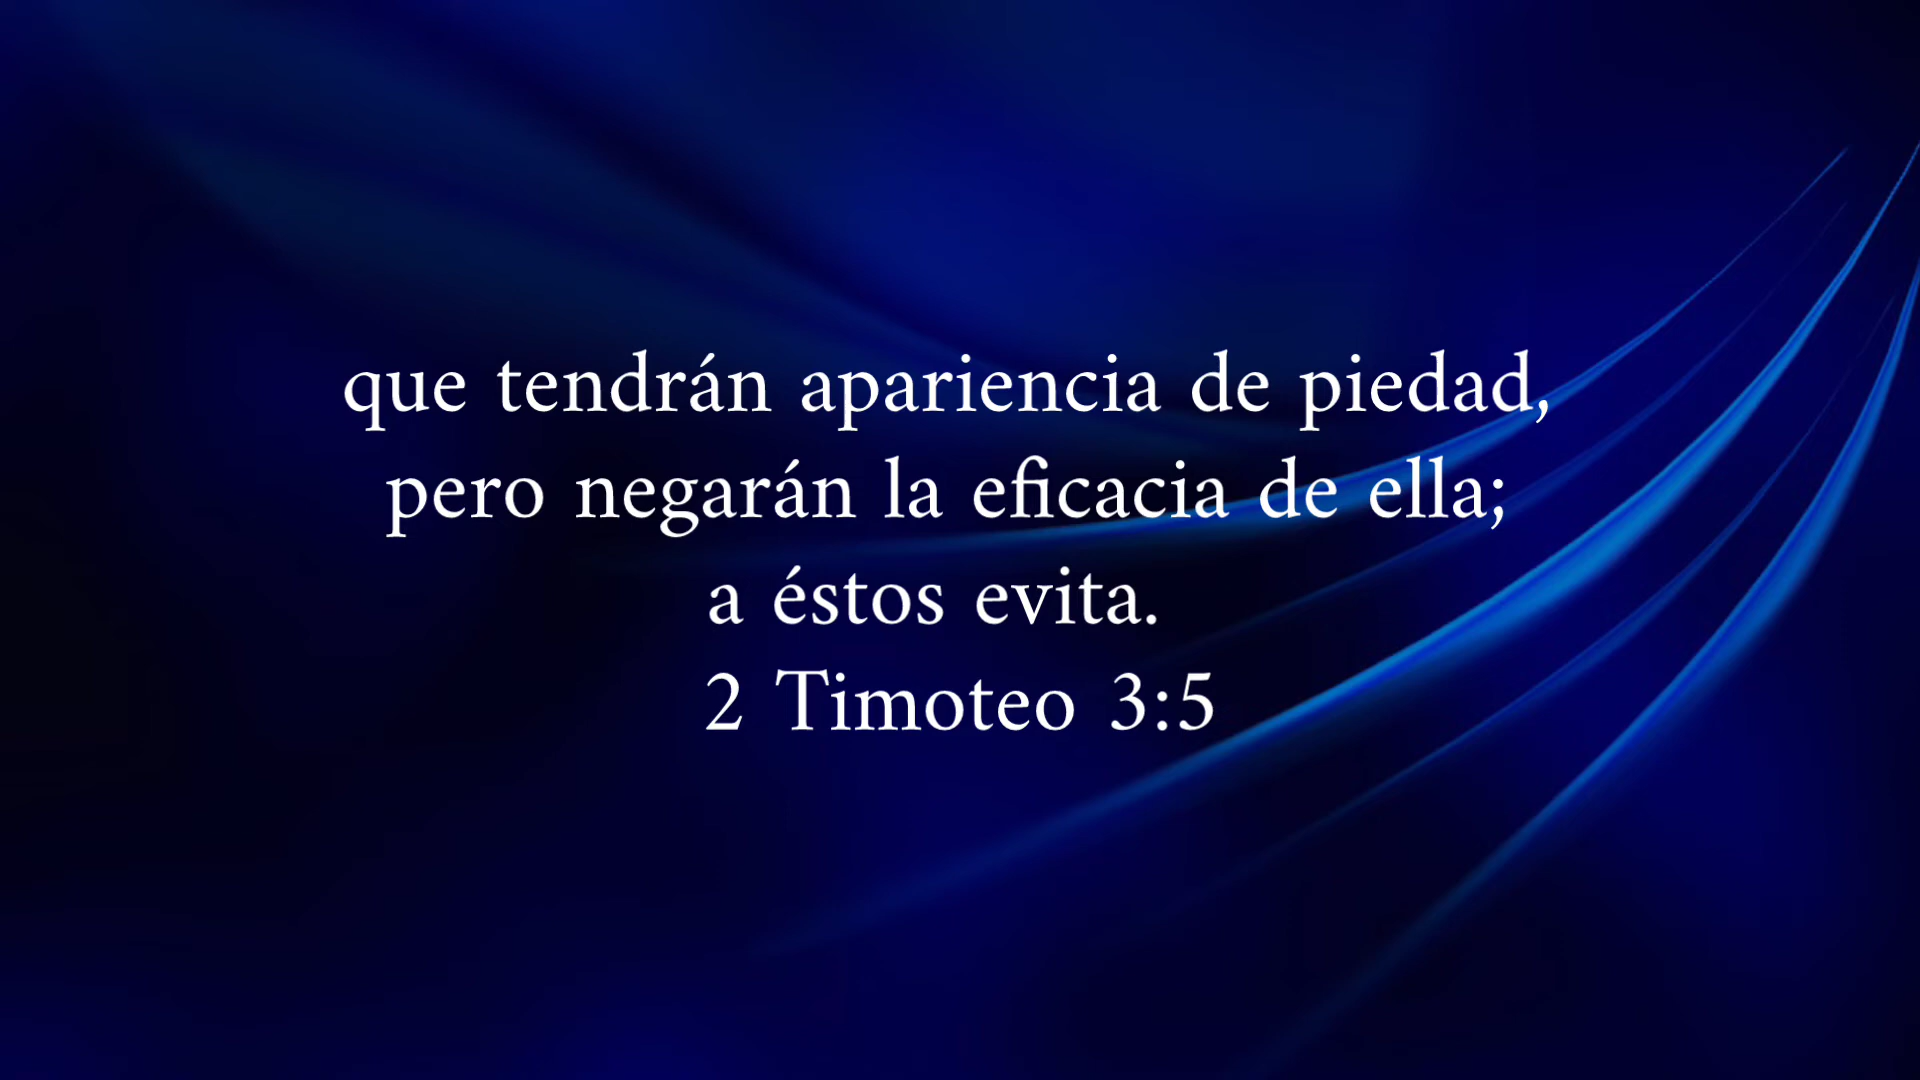 que tendrán apariencia de piedad,
pero negarán la eficacia de ella;
a éstos evita.
2 Timoteo 3:5